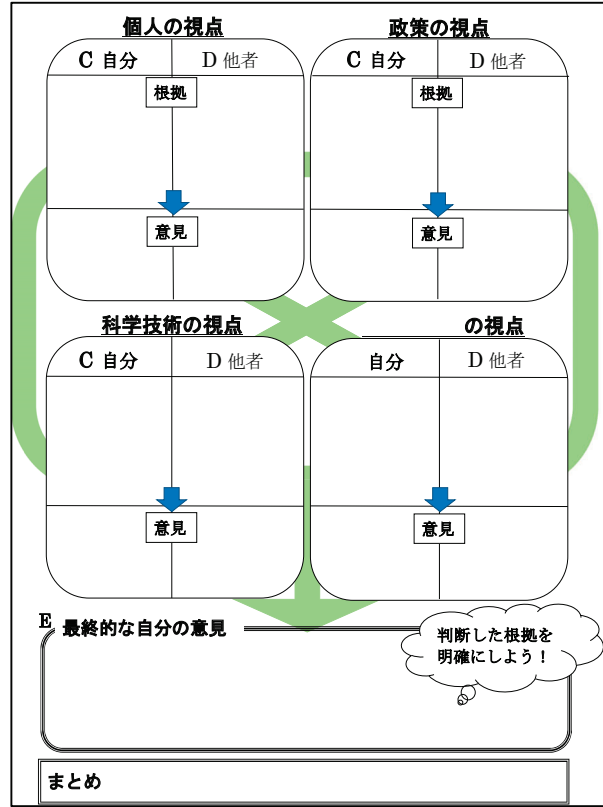 個人の視点
C 自分 D 他者
根拠
意見
政策の視点
C 自分 D 他者
根拠
意見
科学技術の視点
C 自分 D 他者
意見
の視点
自分 D 他者
意見
E 最終的な自分の意見
判断した根拠を
明確にしよう！
まとめ